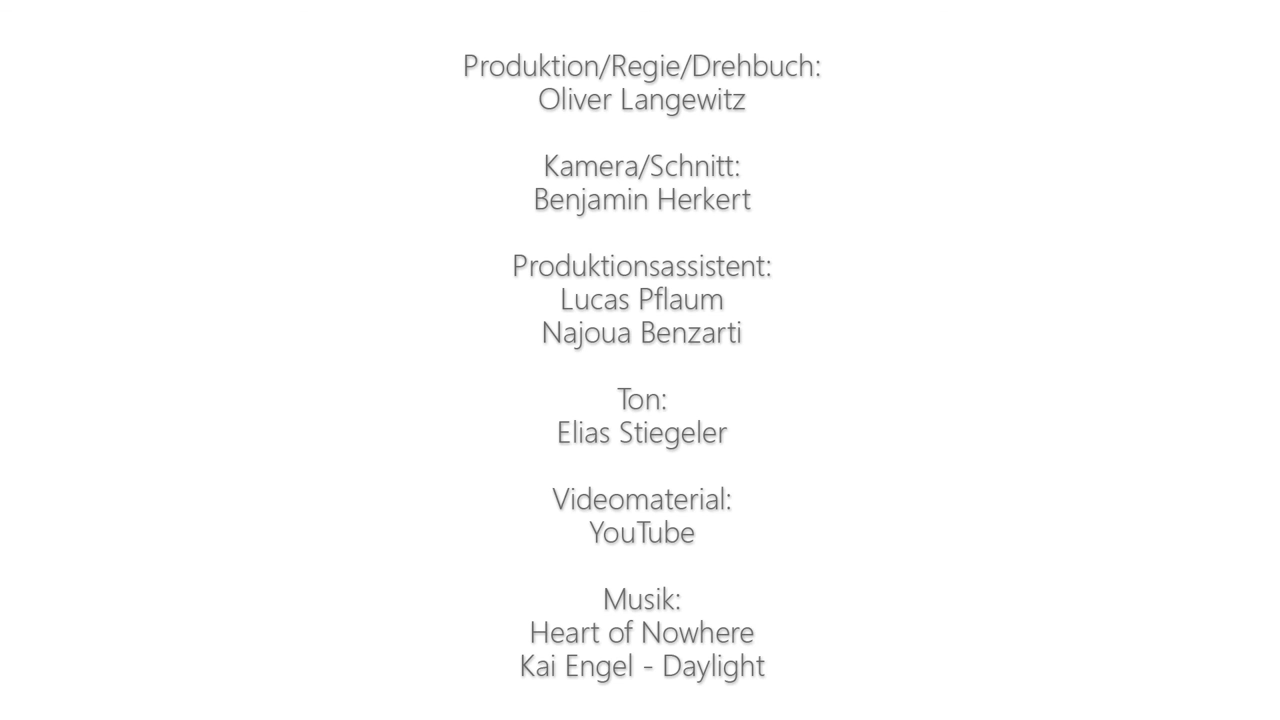 Produktion/Regie/Drehbuch:
Oliver Langewitz
Kamera/Schnitt:
Benjamin Herkert
Produktionsassistent:
Lucas Pflaum
Najoua Benzarti
Ton:
Elias Stiegeler
Videomaterial:
YouTube
Musik:
Heart of Nowhere
Kai Engel - Daylight